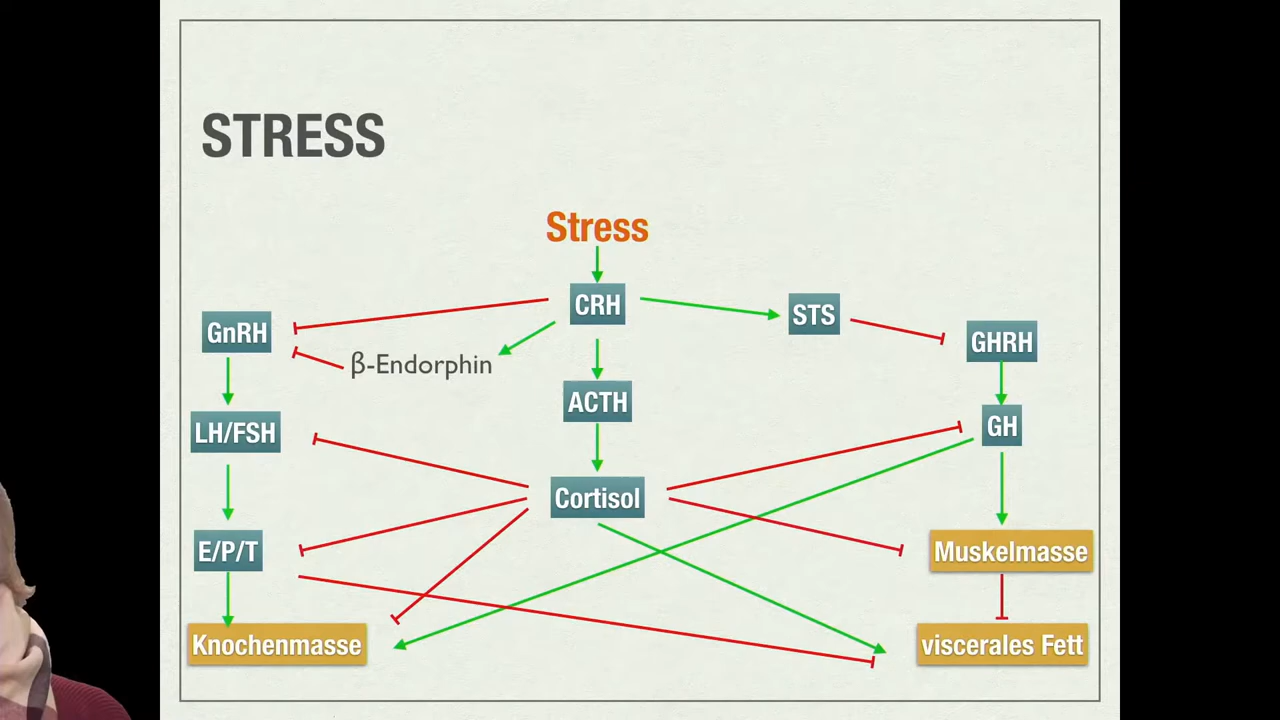 STRESS
Stress
CRH
STS
GnRH
GHRH
β-Endorphin
ACTH
LH/FSH
GH
Cortisol
E/P/T
Muskelmasse
Knochenmasse
viscerales Fett